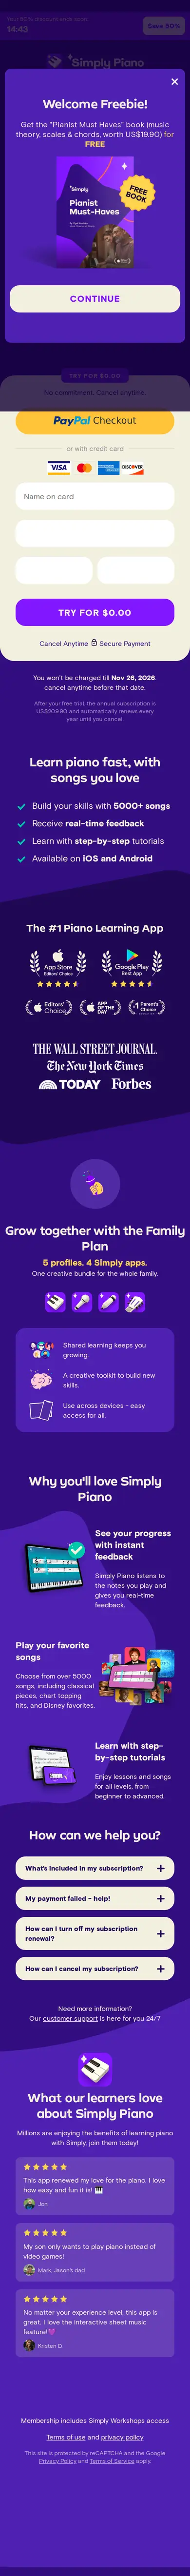 Your 50% discount ends soon:
14:43
Save 50%
Simply Piano
Welcome Freebie!
Get the "Pianist Must Haves" book (music
theory, scales & chords, worth US$19.90) for
FREE
Simply
Pianist
Must-Haves
FREE
BOOK
CONTINUE
TRY FOR $0.00
No commitment. Cancel anytime
PayPal Checkout
or with credit card
VISA
mastercard
AMERICAN EXPRESS
DISCOVER
Name on card
TRY FOR $0.00
Cancel Anytime Secure Payment
You won't be charged till Nov 26, 2026.
cancel anytime before that date.
After your free trial, the annual subscription is
US$209.90 and automatically renews every
year until you cancel.
Learn piano fast, with
songs you love
Build your skills with 5000+ songs
Receive real-time feedback
Learn with step-by-step tutorials
Available on iOS and Android
The #1 Piano Learning App
App Store
Editors' Choice
Google Play
Best App
Editors'
Choice
APP
OF THE
DAY
Parent's
Choice
THE WALL STREET JOURNAL.
The New York Times
TODAY Forbes
Grow together with the Family
Plan
5 profiles. 4 Simply apps.
One creative bundle for the whole family.
Shared learning keeps you
growing.
A creative toolkit to build new
skills.
Use across devices - easy
access for all.
Why you'll love Simply
Piano
See your progress
with instant
feedback
Simply Piano listens to
the notes you play and
gives you real-time
feedback.
Play your favorite
songs
Choose from over 5000
songs, including classical
pieces, chart topping
hits, and Disney favorites.
Learn with step-
by-step tutorials
Enjoy lessons and songs
for all levels, from
beginner to advanced.
How can we help you?
What's included in my subscription?
My payment failed - help!
How can I turn off my subscription
renewal?
How can I cancel my subscription?
Need more information?
Our customer support is here for you 24/7
What our learners love
about Simply Piano
Millions are enjoying the benefits of learning piano
with Simply, join them today!
This app renewed my love for the piano. I love
how easy and fun it is! 🎹
Jon
My son only wants to play piano instead of
video games!
Mark, Jason's dad
No matter your experience level, this app is
great. I love the interactive sheet music
feature!💜
Kristen D.
Membership includes Simply Workshops access
Terms of use and privacy policy
This site is protected by reCAPTCHA and the Google
Privacy Policy and Terms of Service apply.